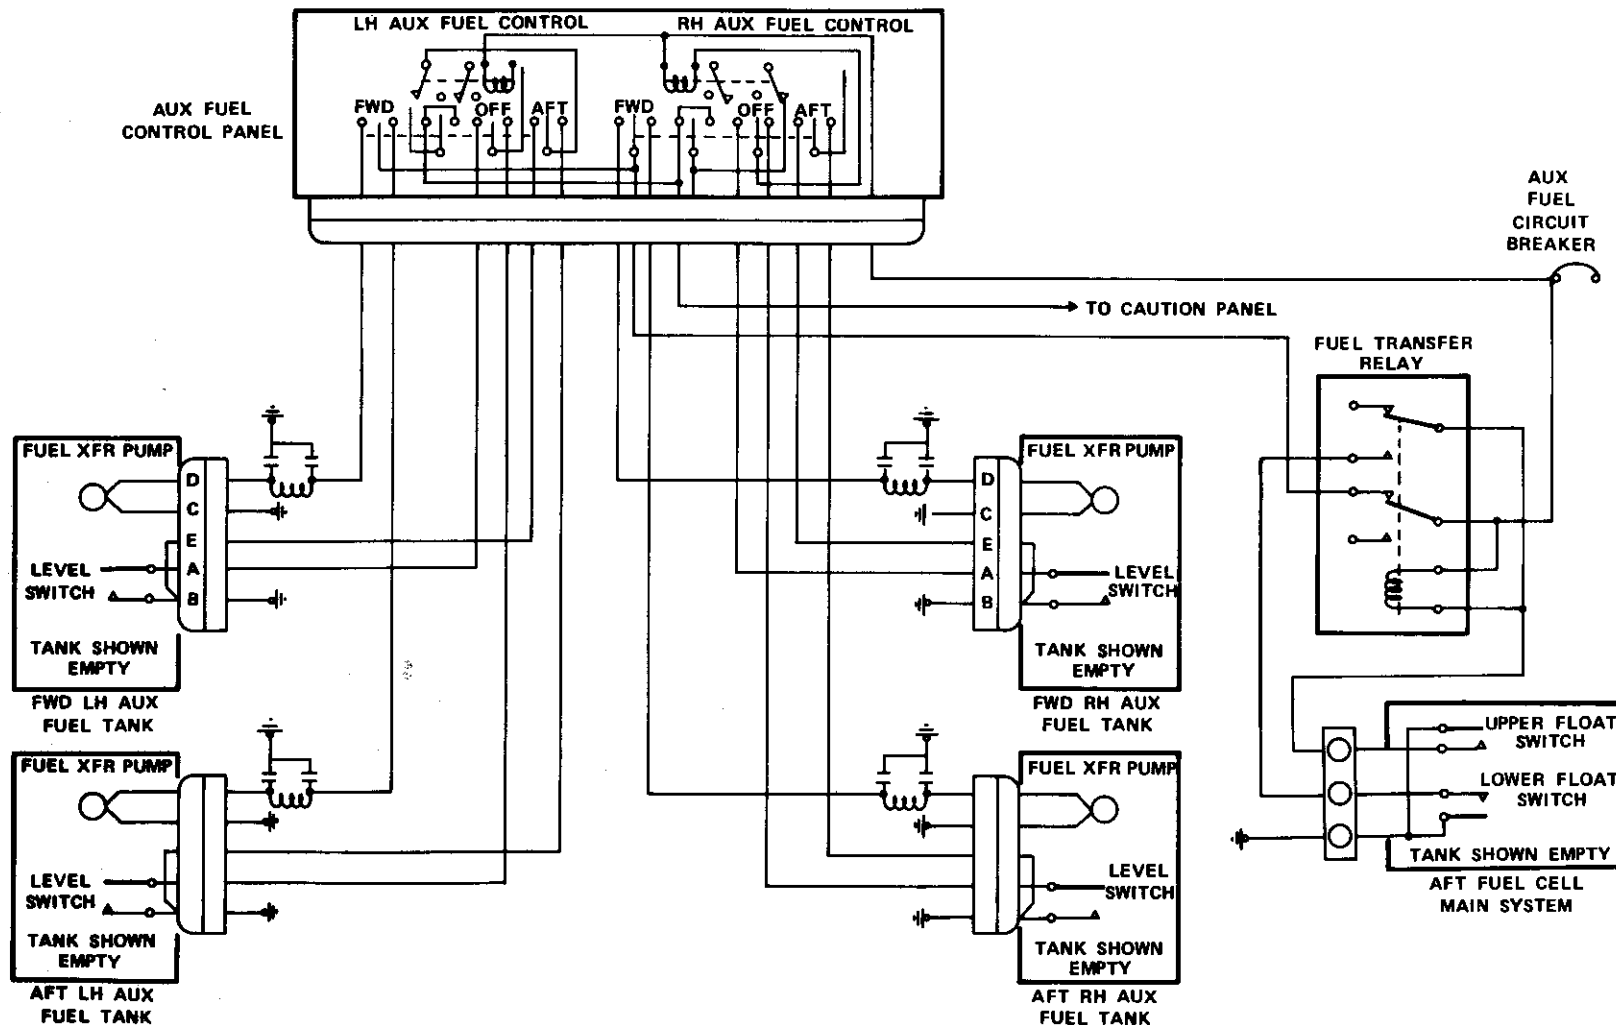 LH AUX FUEL CONTROL
RH AUX FUEL CONTROL
AUX FUEL
CONTROL PANEL
FWD
OFF
AFT
FWD
OFF
AFT
AUX
FUEL
CIRCUIT
BREAKER
TO CAUTION PANEL
FUEL TRANSFER
RELAY
FUEL XFR PUMP
D
C
E
A
B
LEVEL
SWITCH
TANK SHOWN
EMPTY
FWD LH AUX
FUEL TANK
FUEL XFR PUMP
D
C
E
A
B
LEVEL
SWITCH
TANK SHOWN
EMPTY
FWD RH AUX
FUEL TANK
FUEL XFR PUMP
LEVEL
SWITCH
TANK SHOWN
EMPTY
AFT LH AUX
FUEL TANK
FUEL XFR PUMP
LEVEL
SWITCH
TANK SHOWN
EMPTY
AFT RH AUX
FUEL TANK
UPPER FLOAT
SWITCH
LOWER FLOAT
SWITCH
TANK SHOWN EMPTY
AFT FUEL CELL
MAIN SYSTEM